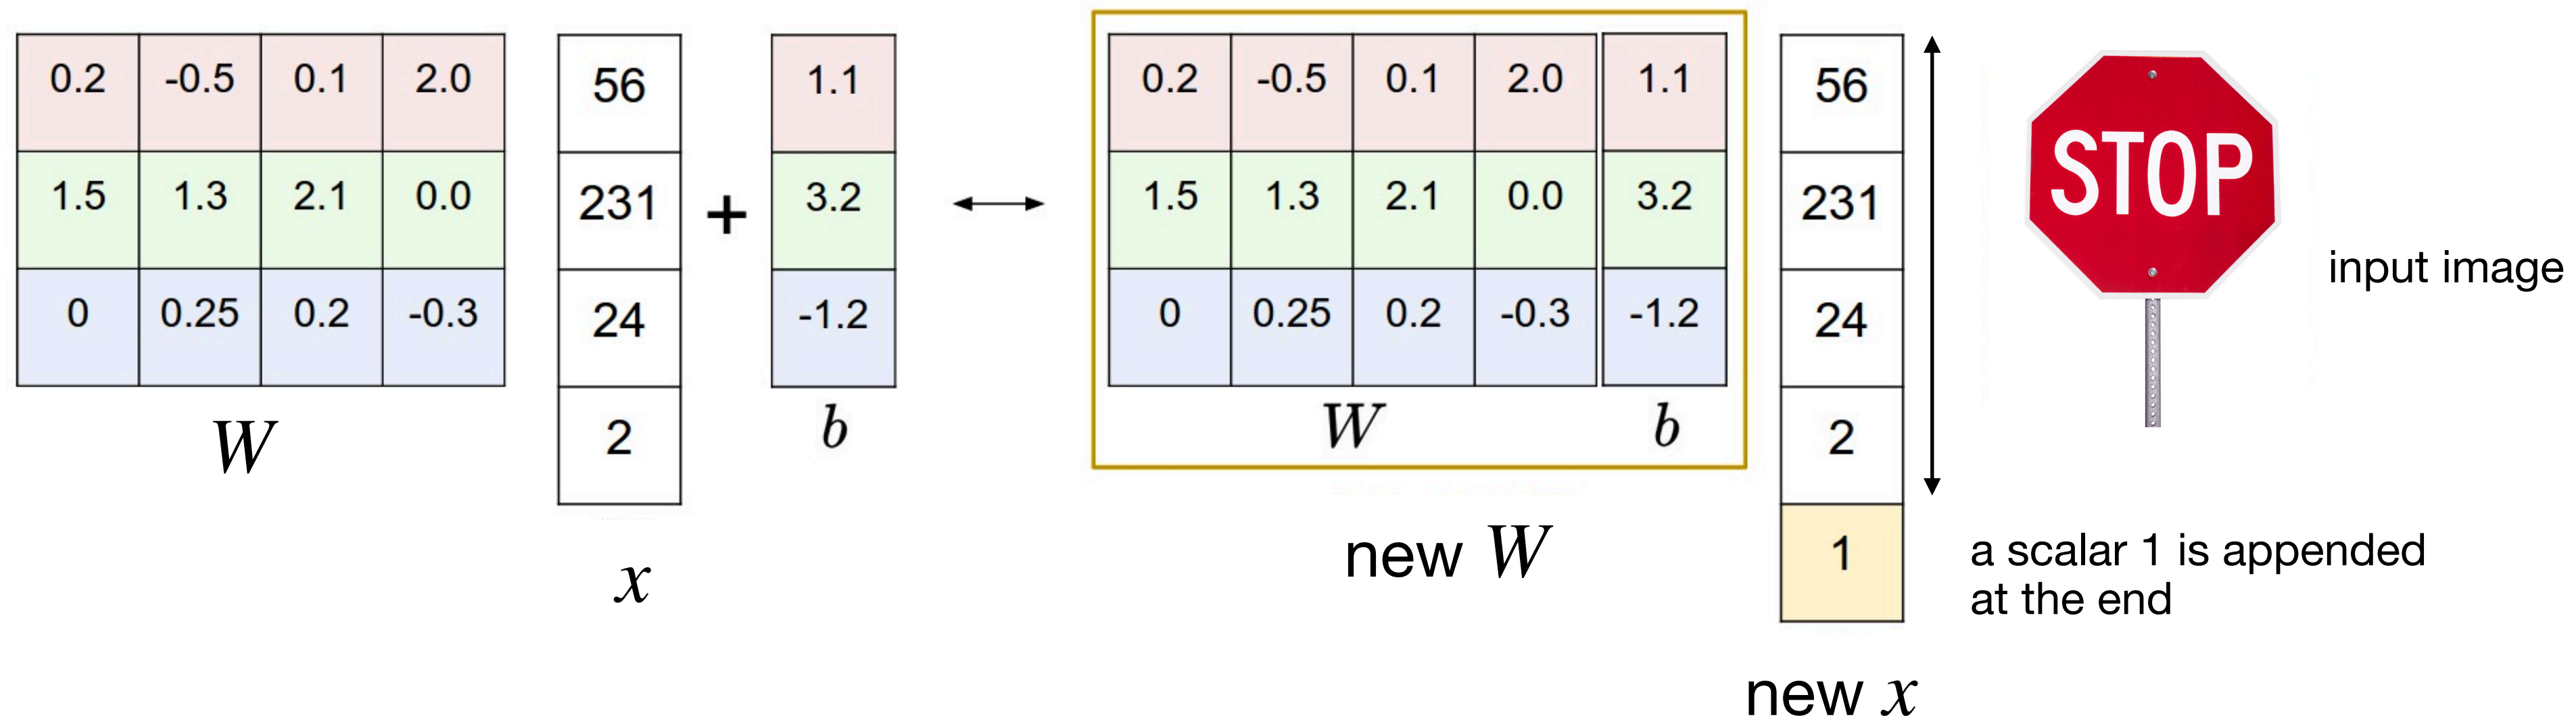 0.2 -0.5 0.1 2.0
1.5 1.3 2.1 0.0
0 0.25 0.2 -0.3
W
56
231
24
2
x
+
1.1
3.2
-1.2
b
0.2 -0.5 0.1 2.0 1.1
1.5 1.3 2.1 0.0 3.2
0 0.25 0.2 -0.3 -1.2
W b
new W
56
231
24
2
1
new x
STOP
input image
a scalar 1 is appended
at the end